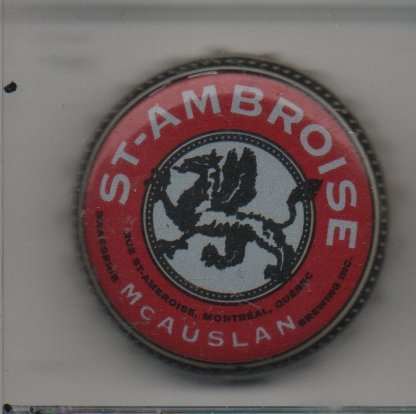 ST-AMBROISE
RUE ST-AMBROISE, MONTRÉAL, QUÉBEC
BRASSERIE MCAUSLAN BREWING INC.